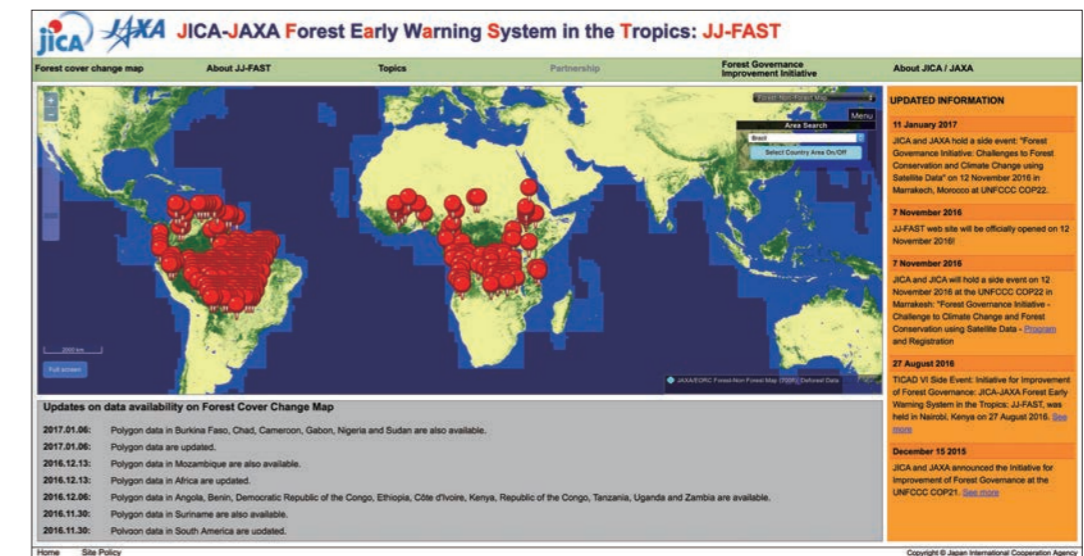 jica JAXA JICA-JAXA Forest Early Warning System in the Tropics: JJ-FAST
Forest cover change map
About JJ-FAST
Topics
Partnership
Forest Governance
Improvement Initiative
About JICA / JAXA
+
-
Forest-Non-Forest Map
Menu
Area Search
Brazil
Select Country Area On/Off
2000 km
Full screen
JAXA/EORC Forest-Non Forest Map
UPDATED INFORMATION
11 January 2017
JICA and JAXA hold a side event: "Forest
Governance Initiative: Challenges to Forest
Conservation and Climate Change using
Satellite Data" on 12 November 2016 in
Marrakech, Morocco at UNFCCC COP22.
7 November 2016
JJ-FAST web site will be officially opened on 12
November 2016!
7 November 2016
JICA and JICA will hold a side event on 12
November 2016 at the UNFCCC COP22 in
Marrakesh: "Forest Governance Initiative -
Challenge to Climate Change and Forest
Conservation using Satellite Data - Program
and Registration
27 August 2016
TICAD VI Side Event: Initiative for Improvement
of Forest Governance: JICA-JAXA Forest Early
Warning System in the Tropics: JJ-FAST, was
held in Nairobi, Kenya on 27 August 2016. See
more
December 15 2015
JICA and JAXA announced the Initiative for
Improvement of Forest Governance at the
UNFCCC COP21. See more
Updates on data availability on Forest Cover Change Map
2017.01.06: Polygon data in Burkina Faso, Chad, Cameroon, Gabon, Nigeria and Sudan are also available.
2017.01.06: Polygon data are updated.
2016.12.13: Polygon data in Mozambique are also available.
2016.12.13: Polygon data in Africa are updated.
2016.12.06: Polygon data in Angola, Benin, Democratic Republic of the Congo, Ethiopia, Côte d'Ivoire, Kenya, Republic of the Congo, Tanzania, Uganda and Zambia are available.
2016.11.30: Polygon data in Suriname are also available.
2016.11.30: Polygon data in South America are updated.
Home Site Policy
Copyright © Japan International Cooperation Agency